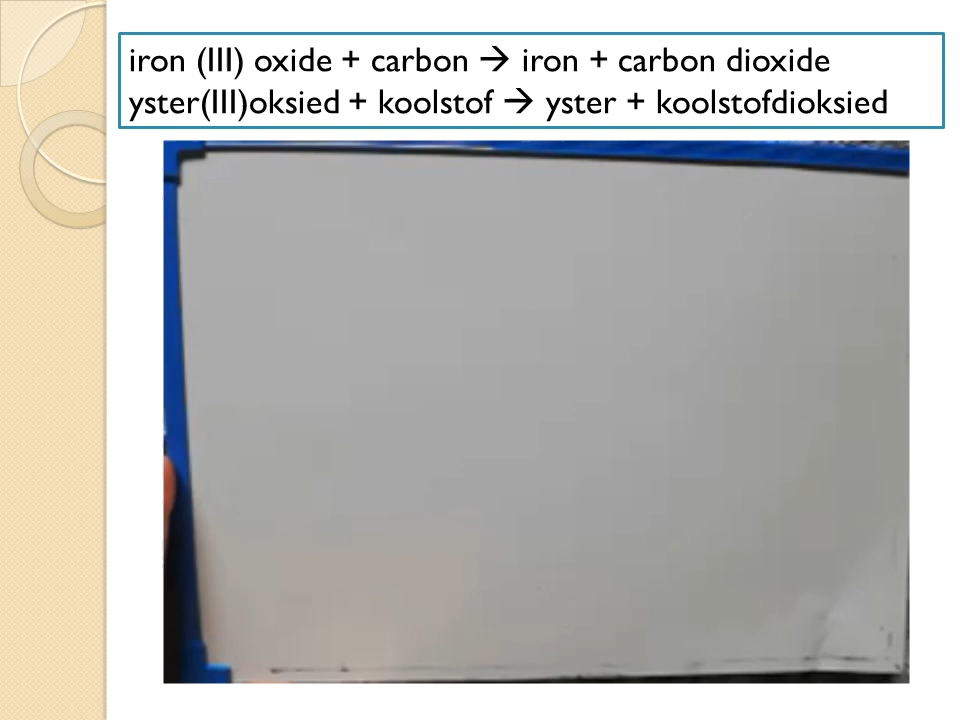 iron (III) oxide + carbon → iron + carbon dioxide
yster(III)oksied + koolstof → yster + koolstofdioksied